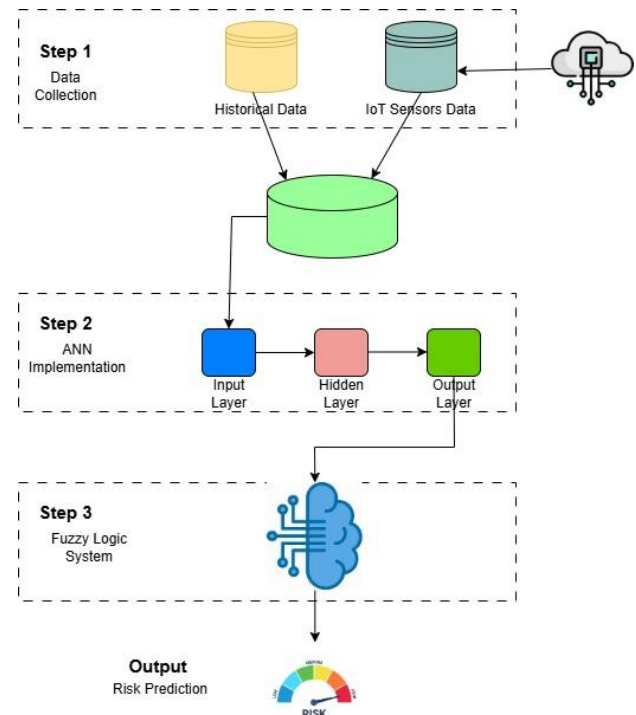 Step 1
Data
Collection
Historical Data
IoT Sensors Data
Step 2
ANN
Implementation
Input
Layer
Hidden
Layer
Output
Layer
Step 3
Fuzzy Logic
System
Output
Risk Prediction
RISK